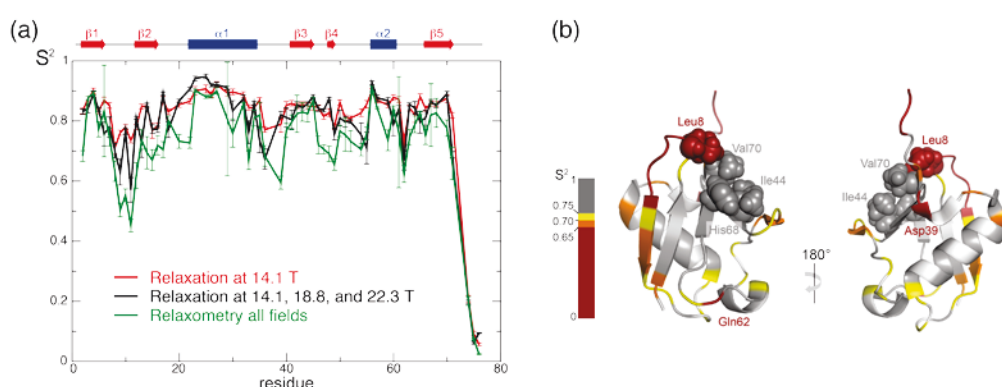 (a)
β1 β2 α1 β3 β4 α2 β5
S²
1
0.8
0.6
0.4
0.2
0
0 20 40 60 80
residue
Relaxation at 14.1 T
Relaxation at 14.1, 18.8, and 22.3 T
Relaxometry all fields
(b)
S²
1
0.75
0.70
0.65
0
Leu8
Val70
Ile44
His68
Gln62
180°
Leu8
Val70
Ile44
Asp39